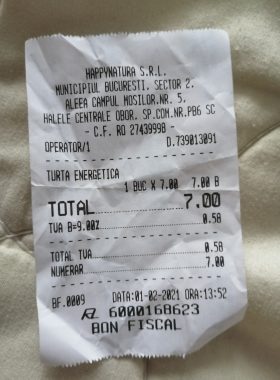 HAPPYNATURA S.R.L.
MUNICIPIUL BUCURESTI, SECTOR 2,
ALEEA CAMPUL MOSILOR,NR. 5,
HALELE CENTRALE OBOR. SP.COM.NR.PB6 SC
- C.F. RO 27439998 -
OPERATOR/1 D.739013091
TURTA ENERGETICA
1 BUC X 7.00 7.00 B
TOTAL 7.00
TVA B=9.00% 0.58
TOTAL TVA 0.58
NUMERAR 7.00
BF.0009 DATA:01-02-2021 ORA:13:52
6000168623
BON FISCAL